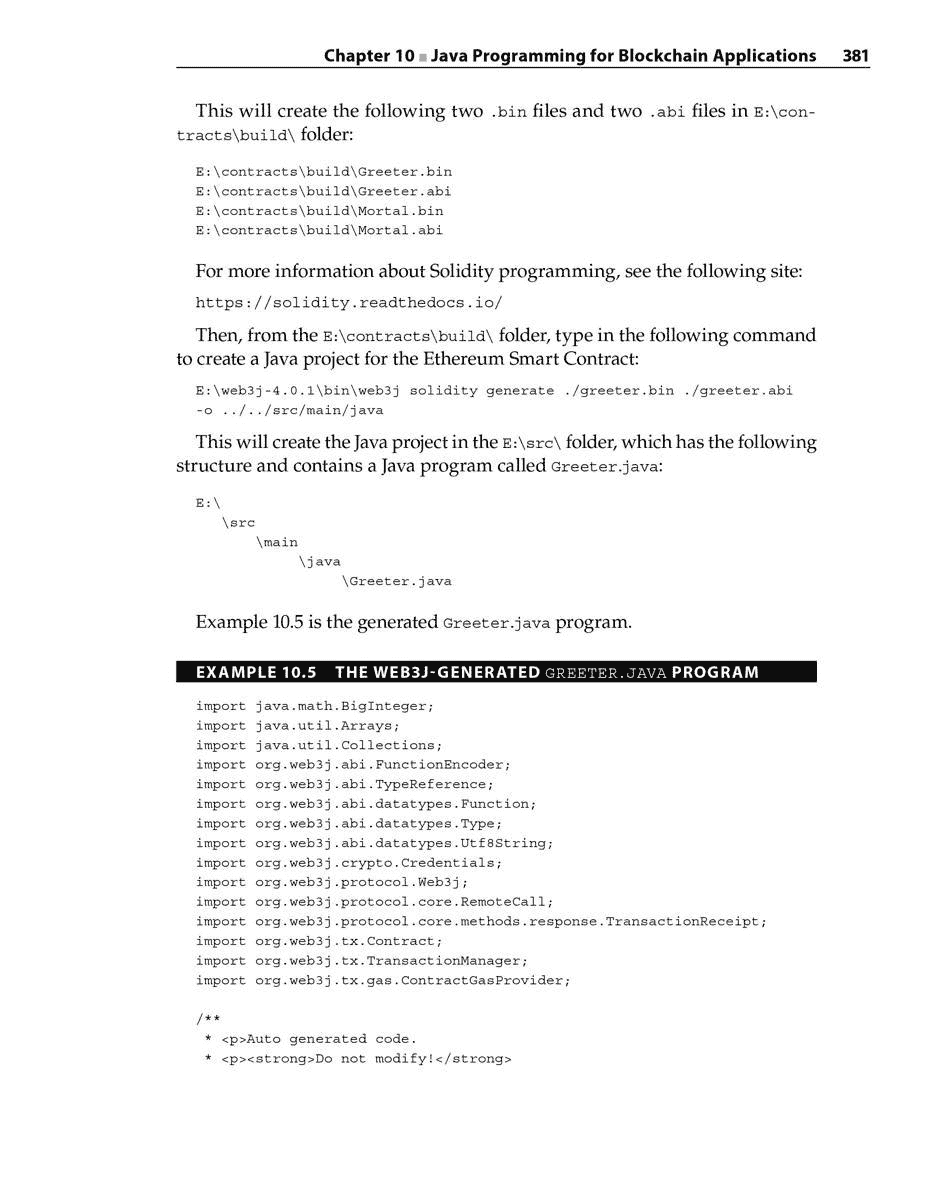 Chapter 10 ■ Java Programming for Blockchain Applications 381
This will create the following two .bin files and two .abi files in E:\con-
tracts\build\ folder:
E:\contracts\build\Greeter.bin
E:\contracts\build\Greeter.abi
E:\contracts\build\Mortal.bin
E:\contracts\build\Mortal.abi
For more information about Solidity programming, see the following site:
https://solidity.readthedocs.io/
Then, from the E:\contracts\build\ folder, type in the following command
to create a Java project for the Ethereum Smart Contract:
E:\web3j-4.0.1\bin\web3j solidity generate ./greeter.bin ./greeter.abi
-o ../../src/main/java
This will create the Java project in the E:\src\ folder, which has the following
structure and contains a Java program called Greeter.java:
E:\
\src
\main
\java
\Greeter.java
Example 10.5 is the generated Greeter.java program.
EXAMPLE 10.5 THE WEB3J-GENERATED GREETER.JAVA PROGRAM
import java.math.BigInteger;
import java.util.Arrays;
import java.util.Collections;
import org.web3j.abi.FunctionEncoder;
import org.web3j.abi.TypeReference;
import org.web3j.abi.datatypes.Function;
import org.web3j.abi.datatypes.Type;
import org.web3j.abi.datatypes.Utf8String;
import org.web3j.crypto.Credentials;
import org.web3j.protocol.Web3j;
import org.web3j.protocol.core.RemoteCall;
import org.web3j.protocol.core.methods.response.TransactionReceipt;
import org.web3j.tx.Contract;
import org.web3j.tx.TransactionManager;
import org.web3j.tx.gas.ContractGasProvider;
/**
* <p>Auto generated code.
* <p><strong>Do not modify!</strong>